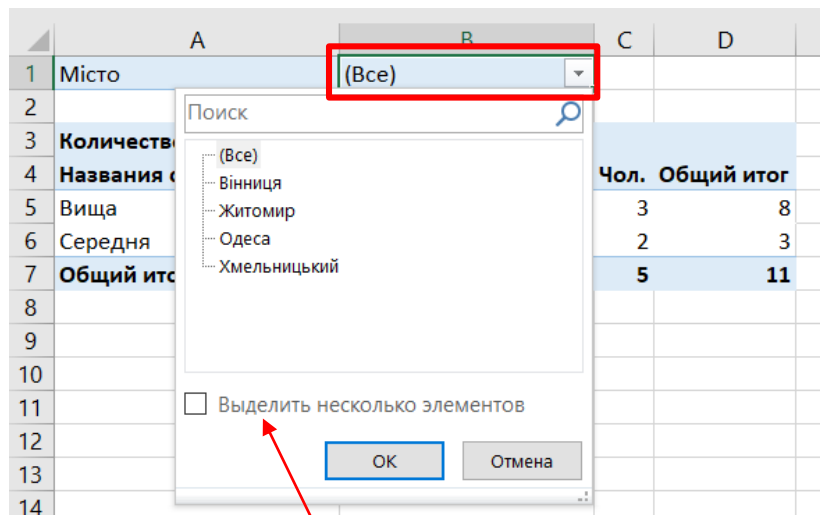 A B C D
1 Місто (Все)
2 Поиск
3 Количеств
4 Названия Чол. Общий итог
5 Вища 3 8
6 Середня 2 3
7 Общий ито 5 11
8
9
10
11
12
13
14
(Все)
Вінниця
Житомир
Одеса
Хмельницький
Выделить несколько элементов
ОК Отмена